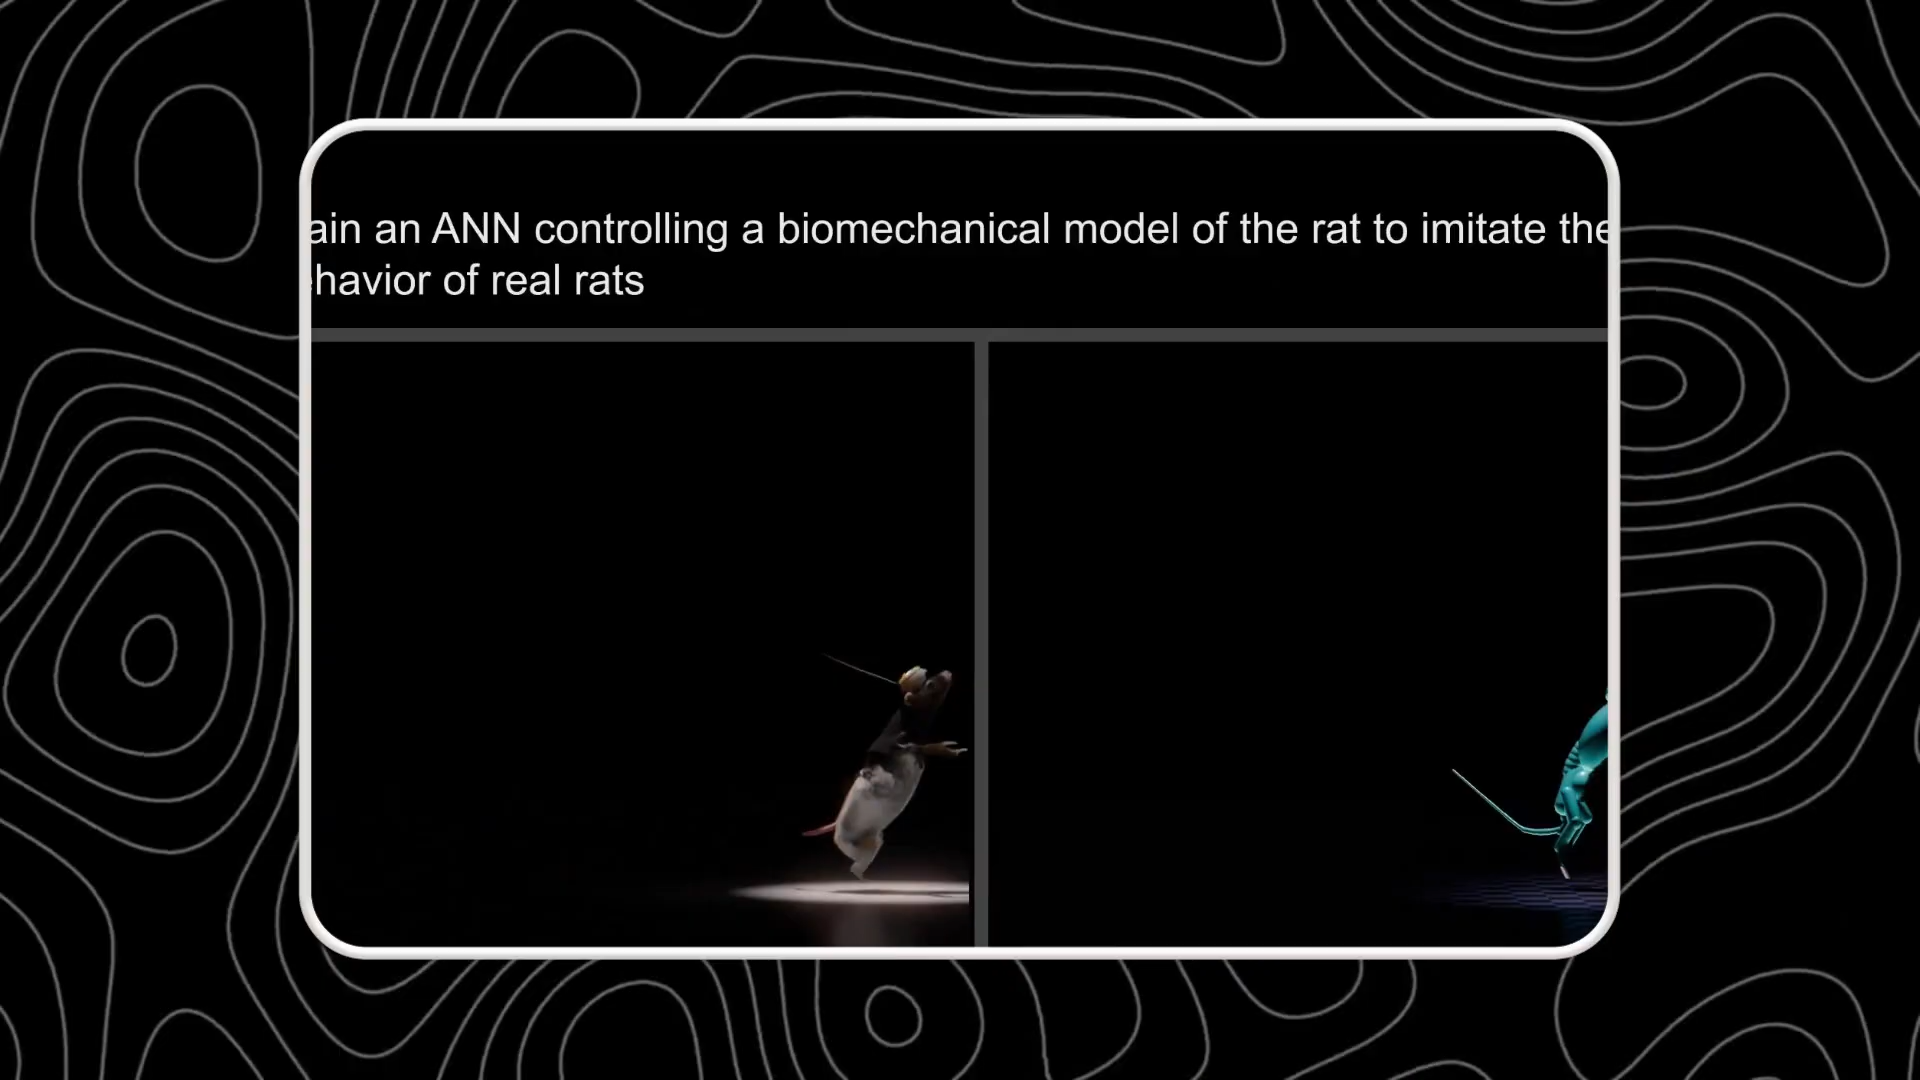 ain an ANN controlling a biomechanical model of the rat to imitate the
havior of real rats